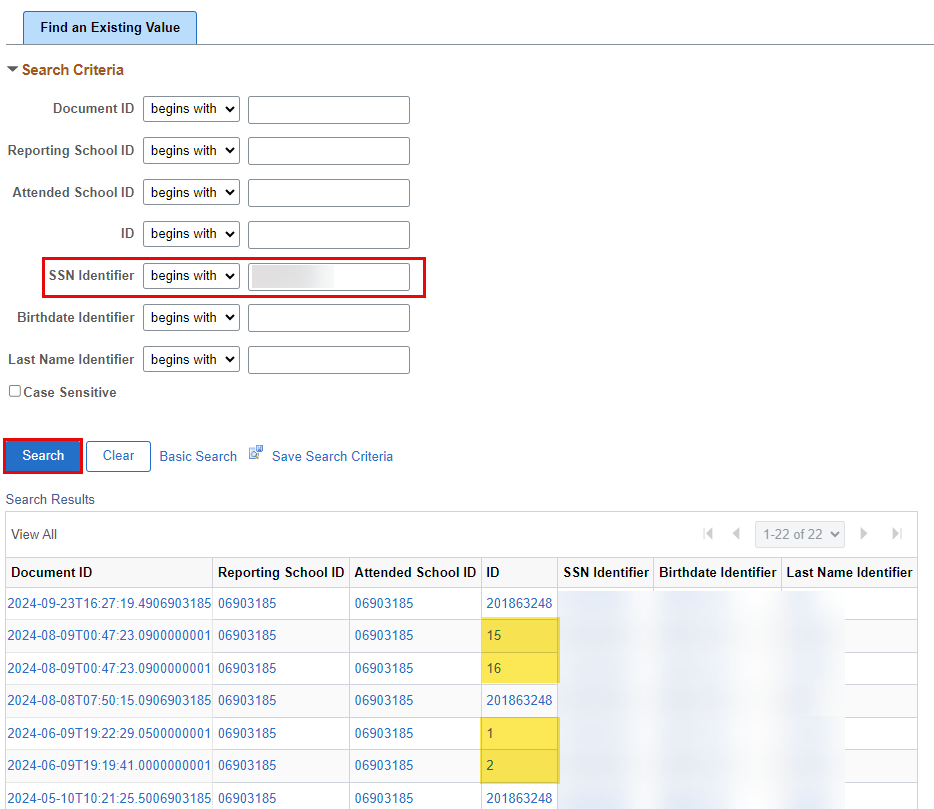 Find an Existing Value
Search Criteria
Document ID begins with
Reporting School ID begins with
Attended School ID begins with
ID begins with
SSN Identifier begins with
Birthdate Identifier begins with
Last Name Identifier begins with
Case Sensitive
Search Clear Basic Search Save Search Criteria
Search Results
View All 1-22 of 22
Document ID Reporting School ID Attended School ID ID SSN Identifier Birthdate Identifier Last Name Identifier
2024-09-23T16:27:19.4906903185 06903185 06903185 201863248
2024-08-09T00:47:23.0900000001 06903185 06903185 15
2024-08-09T00:47:23.0900000001 06903185 06903185 16
2024-08-08T07:50:15.0906903185 06903185 06903185 201863248
2024-06-09T19:22:29.0500000001 06903185 06903185 1
2024-06-09T19:19:41.0000000001 06903185 06903185 2
2024-05-10T10:21:25.5006903185 06903185 06903185 201863248